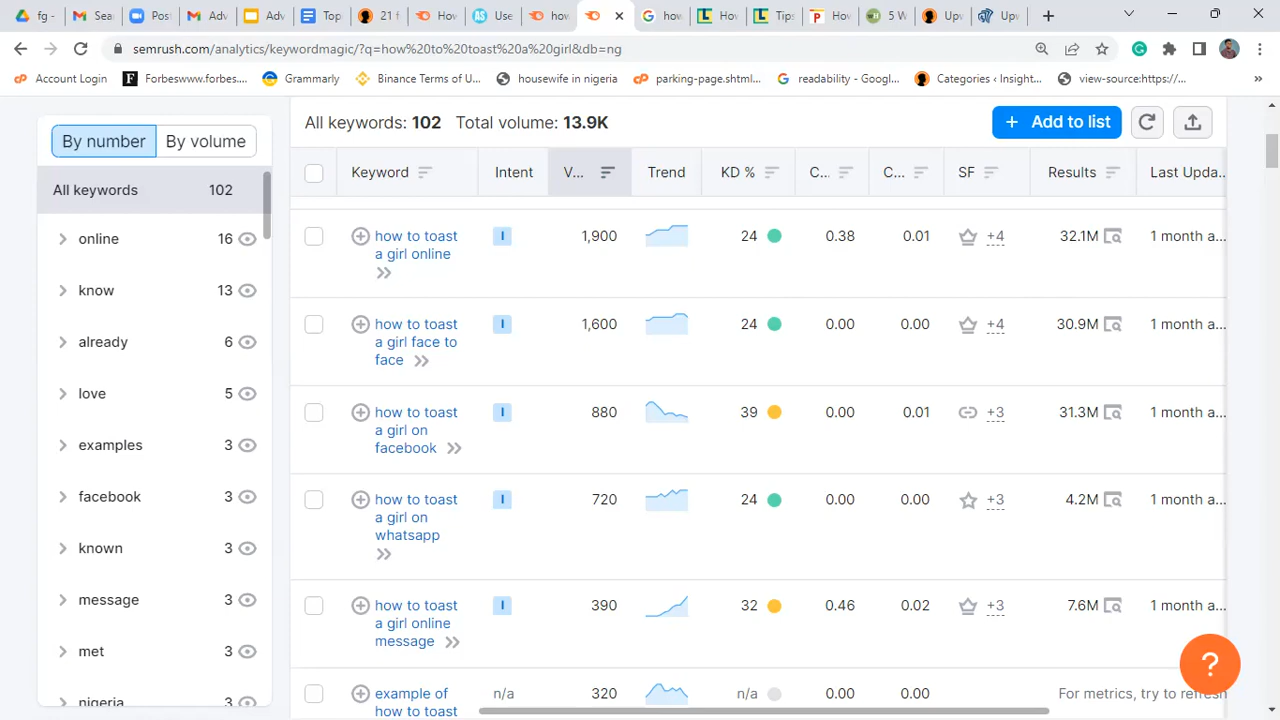 fg -
Sea
Pos
Adv
Adv
Top
21 f
How
Use
how
how
How
Tips
How
5 W
Upv
Upv
semrush.com/analytics/keywordmagic/?q=how%20to%20toast%20a%20girl&db=ng
Account Login
Forbeswww.forbes....
Grammarly
Binance Terms of U...
housewife in nigeria
parking-page.shtml...
readability - Googl...
Categories ‹ Insight...
view-source:https://...
»
By number
By volume
All keywords 102
online 16
know 13
already 6
love 5
examples 3
facebook 3
known 3
message 3
met 3
nigeria 3
All keywords: 102 Total volume: 13.9K
+ Add to list
Keyword Intent V... Trend KD % C... C... SF Results Last Upda...
how to toast a girl online I 1,900 24 0.38 0.01 +4 32.1M 1 month a...
how to toast a girl face to face I 1,600 24 0.00 0.00 +4 30.9M 1 month a...
how to toast a girl on facebook I 880 39 0.00 0.01 +3 31.3M 1 month a...
how to toast a girl on whatsapp I 720 24 0.00 0.00 +3 4.2M 1 month a...
how to toast a girl online message I 390 32 0.46 0.02 +3 7.6M 1 month a...
example of how to toast n/a 320 n/a 0.00 0.00 For metrics, try to refresh
?